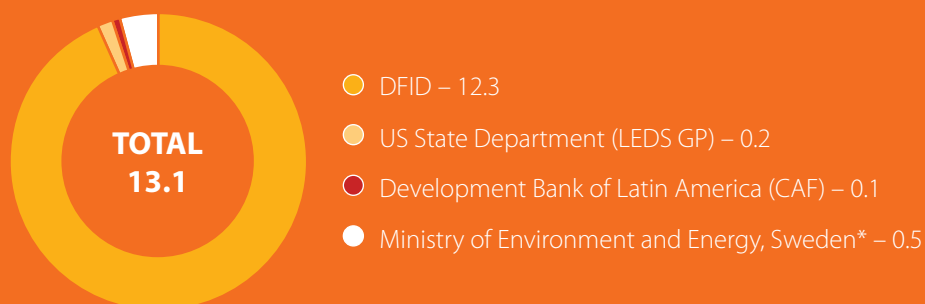 TOTAL
13.1
DFID – 12.3
US State Department (LEDS GP) – 0.2
Development Bank of Latin America (CAF) – 0.1
Ministry of Environment and Energy, Sweden* – 0.5